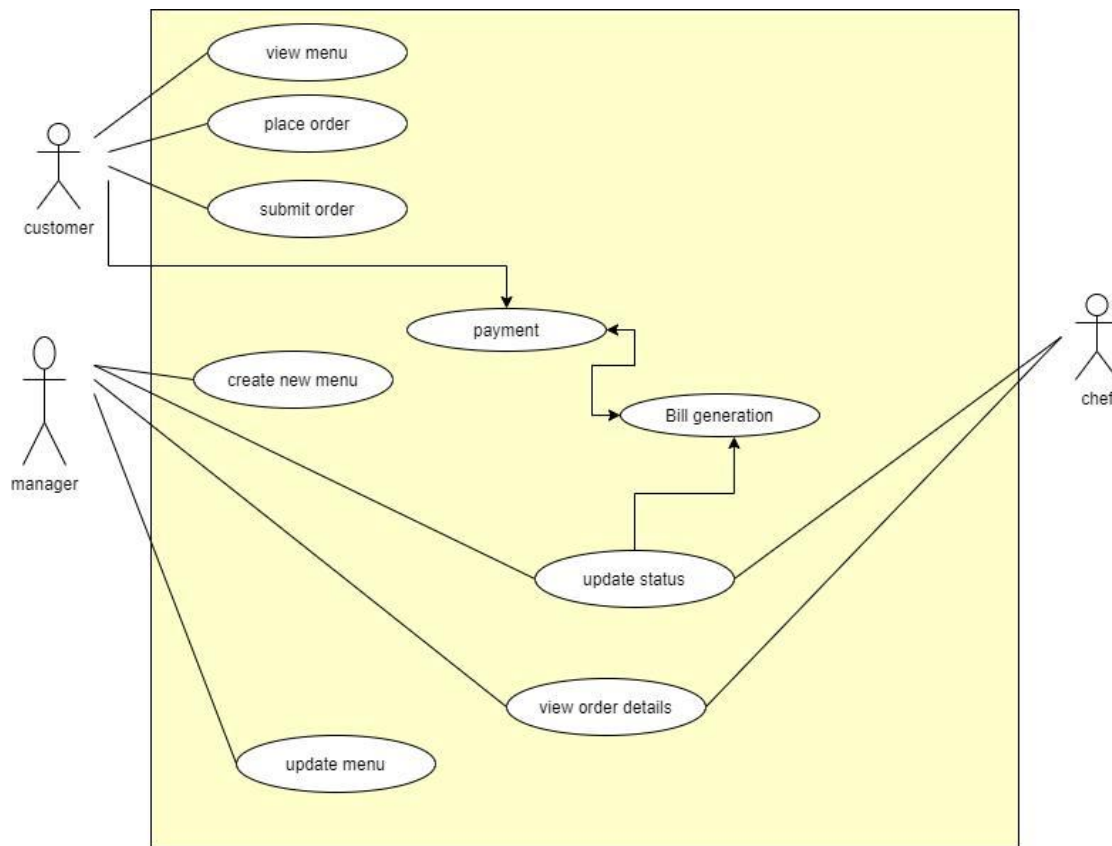 view menu
place order
submit order
customer
payment
create new menu
Bill generation
chef
manager
update status
view order details
update menu